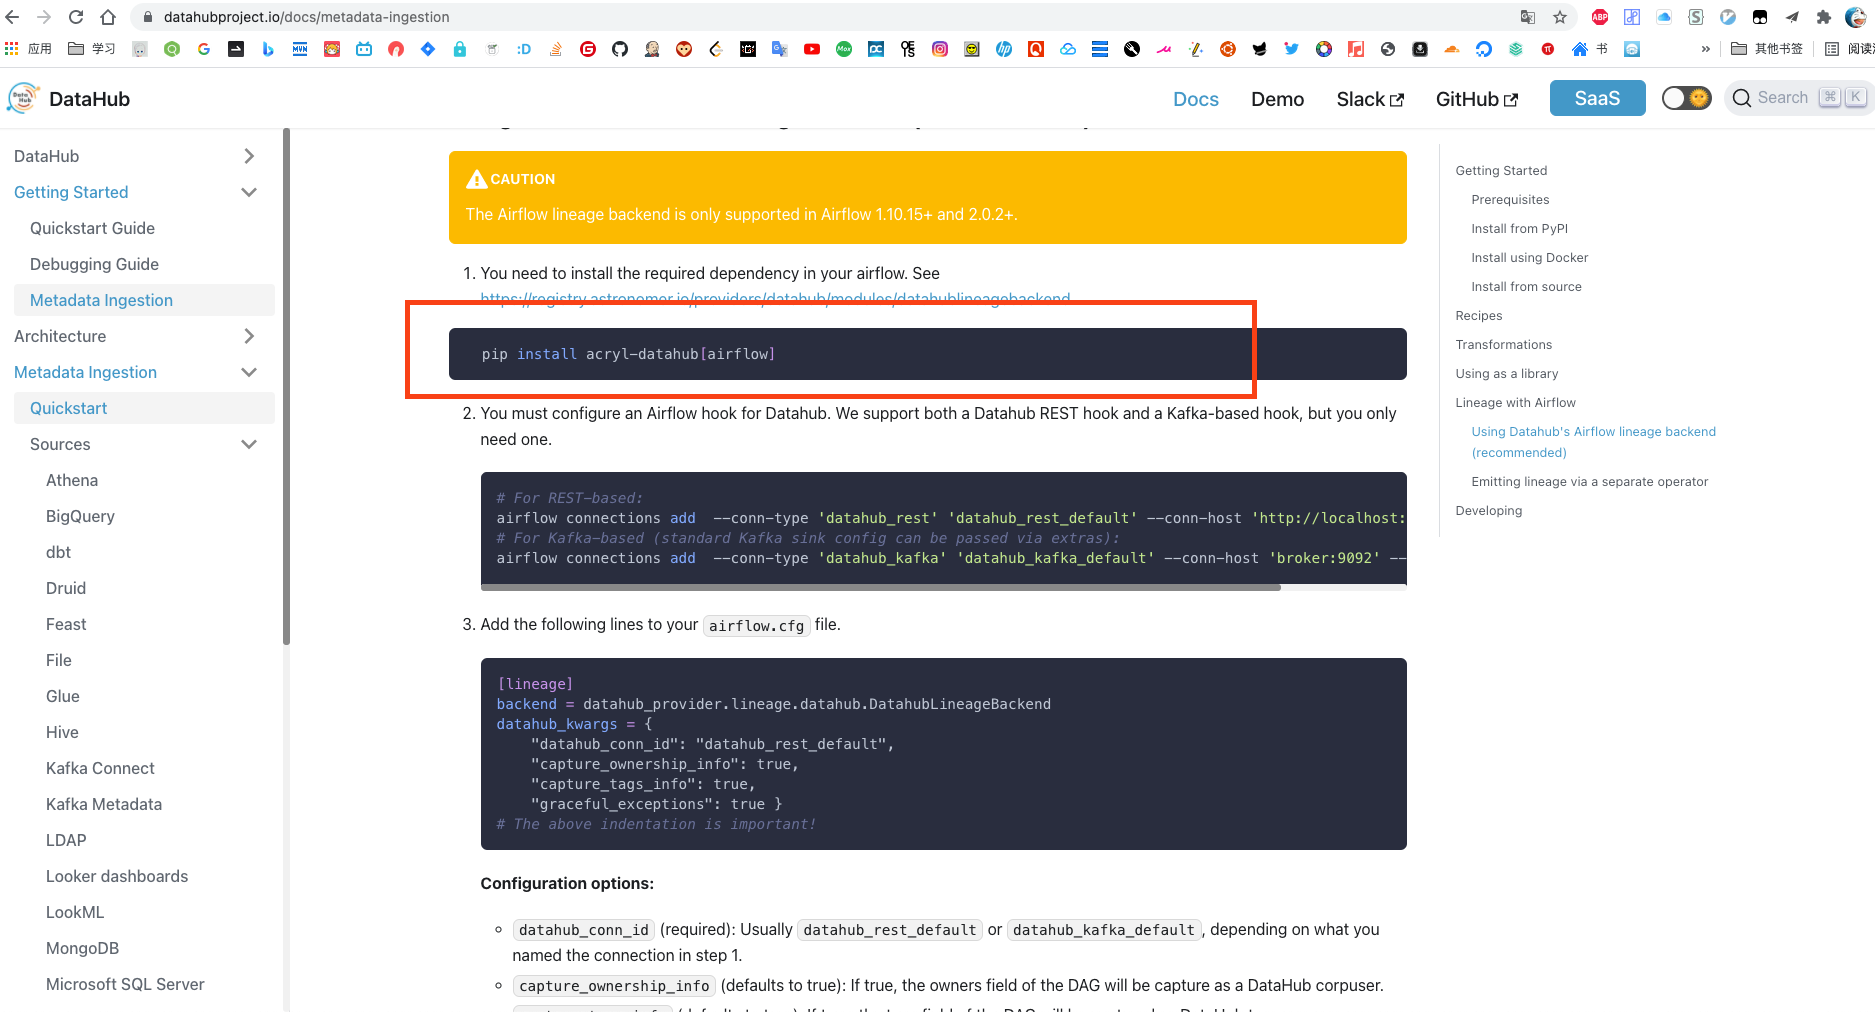 datahubproject.io/docs/metadata-ingestion
应用
学习
书
»
其他书签
DataHub
Docs
Demo
Slack
GitHub
SaaS
Search
⌘
K
DataHub
Getting Started
Quickstart Guide
Debugging Guide
Metadata Ingestion
Architecture
Metadata Ingestion
Quickstart
Sources
Athena
BigQuery
dbt
Druid
Feast
File
Glue
Hive
Kafka Connect
Kafka Metadata
LDAP
Looker dashboards
LookML
MongoDB
Microsoft SQL Server
CAUTION
The Airflow lineage backend is only supported in Airflow 1.10.15+ and 2.0.2+.
1. You need to install the required dependency in your airflow. See
https://registry.astronomer.io/providers/datahub/modules/datahublineagebackend
pip install acryl-datahub[airflow]
2. You must configure an Airflow hook for Datahub. We support both a Datahub REST hook and a Kafka-based hook, but you only
need one.
# For REST-based:
airflow connections add  --conn-type 'datahub_rest' 'datahub_rest_default' --conn-host 'http://localhost:
# For Kafka-based (standard Kafka sink config can be passed via extras):
airflow connections add  --conn-type 'datahub_kafka' 'datahub_kafka_default' --conn-host 'broker:9092' --
3. Add the following lines to your airflow.cfg file.
[lineage]
backend = datahub_provider.lineage.datahub.DatahubLineageBackend
datahub_kwargs = {
"datahub_conn_id": "datahub_rest_default",
"capture_ownership_info": true,
"capture_tags_info": true,
"graceful_exceptions": true }
# The above indentation is important!
Configuration options:
datahub_conn_id (required): Usually datahub_rest_default or datahub_kafka_default, depending on what you
named the connection in step 1.
capture_ownership_info (defaults to true): If true, the owners field of the DAG will be capture as a DataHub corpuser.
Getting Started
Prerequisites
Install from PyPI
Install using Docker
Install from source
Recipes
Transformations
Using as a library
Lineage with Airflow
Using Datahub's Airflow lineage backend
(recommended)
Emitting lineage via a separate operator
Developing